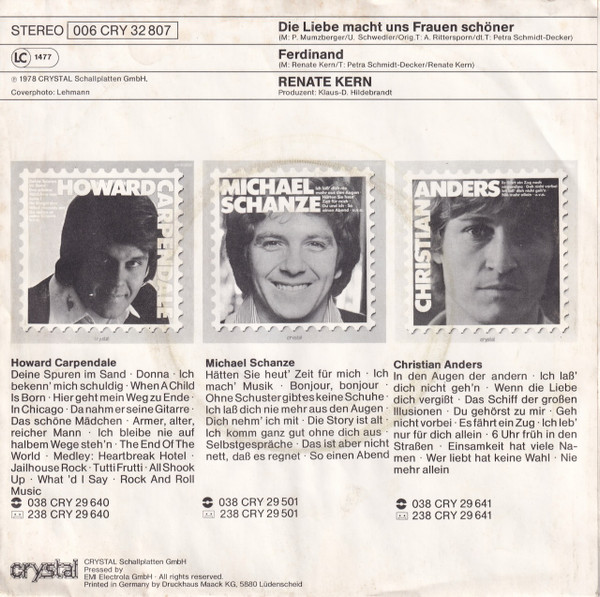 STEREO 006 CRY 32 807
LC 1477
℗ 1978 CRYSTAL Schallplatten GmbH,
Coverphoto: Lehmann
Die Liebe macht uns Frauen schöner
(M: P. Mumzberger/U. Schwedler/Orig.T: A. Rittersporn/dt.T: Petra Schmidt-Decker)
Ferdinand
(M: Renate Kern/T: Petra Schmidt-Decker/Renate Kern)
RENATE KERN
Produzent: Klaus-D. Hildebrandt
HOWARD
CARPENDALE
crystal
MICHAEL
SCHANZE
crystal
CHRISTIAN
ANDERS
crystal
Howard Carpendale
Deine Spuren im Sand · Donna · Ich
bekenn' mich schuldig · When A Child
Is Born · Hier geht mein Weg zu Ende ·
In Chicago · Da nahm er seine Gitarre ·
Das schöne Mädchen · Armer, alter,
reicher Mann · Ich bleibe nie auf
halbem Wege steh'n · The End Of The
World · Medley: Heartbreak Hotel ·
Jailhouse Rock · Tutti Frutti · All Shook
Up · What 'd I Say · Rock And Roll
Music
038 CRY 29 640
238 CRY 29 640
Michael Schanze
Hätten Sie heut' Zeit für mich · Ich
mach' Musik · Bonjour, bonjour ·
Ohne Schuster gibt es keine Schuhe ·
Ich laß dich nie mehr aus den Augen ·
Dich nehm' ich mit · Die Story ist alt ·
Ich komm ganz gut ohne dich aus ·
Selbstgespräche · Das ist aber nicht
nett, daß es regnet · So einen Abend
038 CRY 29 501
238 CRY 29 501
Christian Anders
In den Augen der andern · Ich laß'
dich nicht geh'n · Wenn die Liebe
dich vergißt · Das Schiff der großen
Illusionen · Du gehörst zu mir · Geh
nicht vorbei · Es fährt ein Zug · Ich leb'
nur für dich allein · 6 Uhr früh in den
Straßen · Einsamkeit hat viele Na-
men · Wer liebt hat keine Wahl · Nie
mehr allein
038 CRY 29 641
238 CRY 29 641
crystal
CRYSTAL Schallplatten GmbH
Pressed by
EMI Electrola GmbH · All rights reserved.
Printed in Germany by Druckhaus Maack KG, 5880 Lüdenscheid